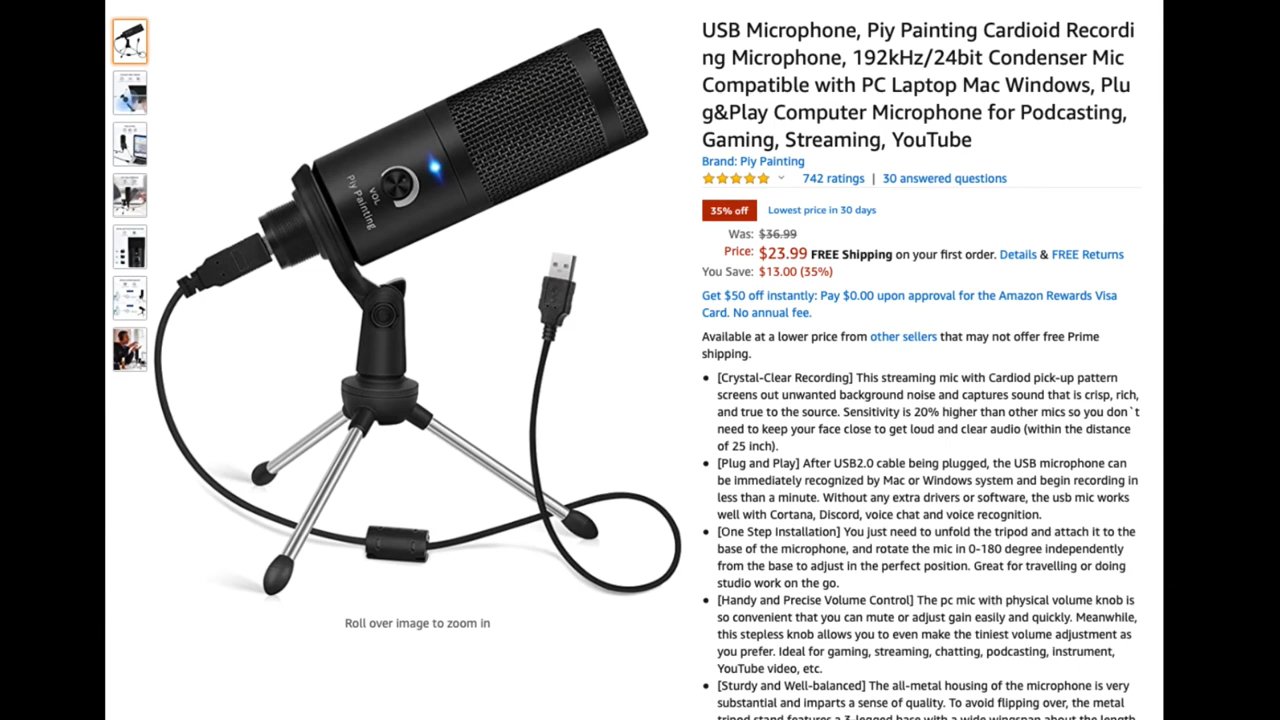 USB Microphone, Piy Painting Cardioid Recordi
ng Microphone, 192kHz/24bit Condenser Mic
Compatible with PC Laptop Mac Windows, Plu
g&Play Computer Microphone for Podcasting,
Gaming, Streaming, YouTube
Brand: Piy Painting
742 ratings | 30 answered questions
35% off Lowest price in 30 days
Was: $36.99
Price: $23.99 FREE Shipping on your first order. Details & FREE Returns
You Save: $13.00 (35%)
Get $50 off instantly: Pay $0.00 upon approval for the Amazon Rewards Visa
Card. No annual fee.
Available at a lower price from other sellers that may not offer free Prime
shipping.
• [Crystal-Clear Recording] This streaming mic with Cardiod pick-up pattern
screens out unwanted background noise and captures sound that is crisp, rich,
and true to the source. Sensitivity is 20% higher than other mics so you don`t
need to keep your face close to get loud and clear audio (within the distance
of 25 inch).
• [Plug and Play] After USB2.0 cable being plugged, the USB microphone can
be immediately recognized by Mac or Windows system and begin recording in
less than a minute. Without any extra drivers or software, the usb mic works
well with Cortana, Discord, voice chat and voice recognition.
• [One Step Installation] You just need to unfold the tripod and attach it to the
base of the microphone, and rotate the mic in 0-180 degree independently
from the base to adjust in the perfect position. Great for travelling or doing
studio work on the go.
• [Handy and Precise Volume Control] The pc mic with physical volume knob is
so convenient that you can mute or adjust gain easily and quickly. Meanwhile,
this stepless knob allows you to even make the tiniest volume adjustment as
you prefer. Ideal for gaming, streaming, chatting, podcasting, instrument,
YouTube video, etc.
• [Sturdy and Well-balanced] The all-metal housing of the microphone is very
substantial and imparts a sense of quality. To avoid flipping over, the metal
tripod stand features a 3-legged base with a wide wingspan about the length
VOL
Piy Painting
Roll over image to zoom in